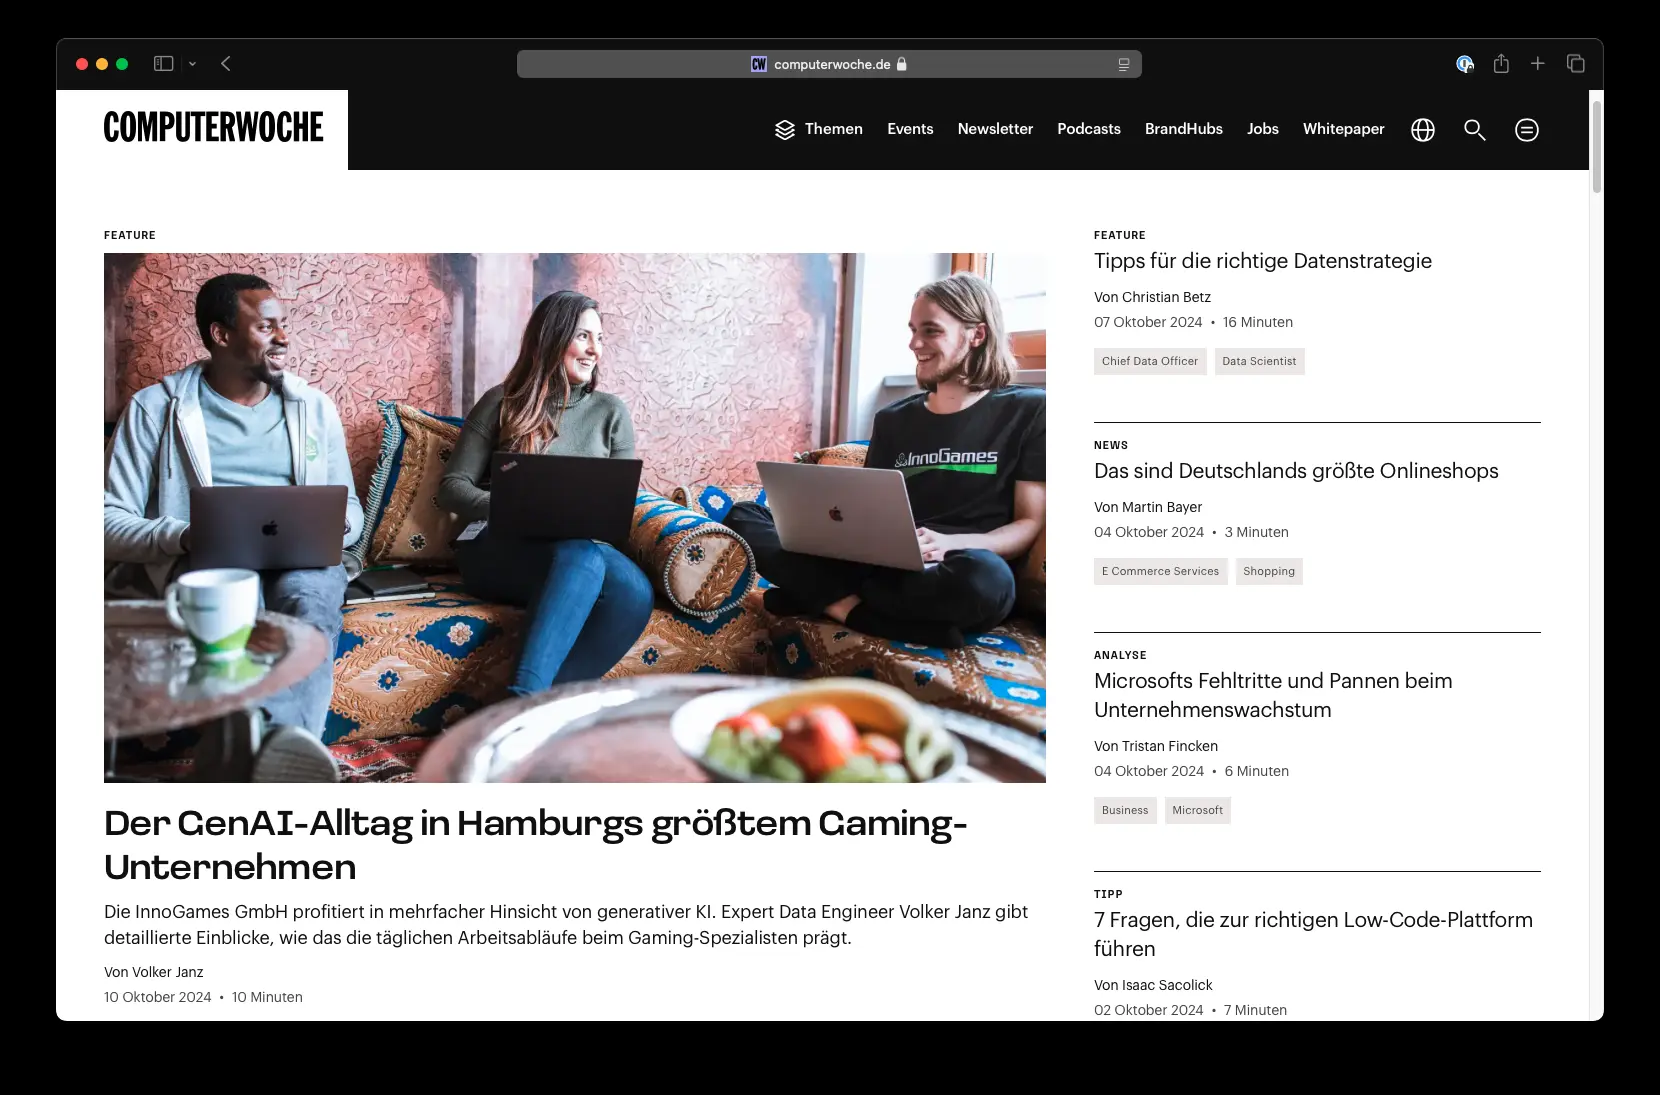 CW computerwoche.de
COMPUTERWOCHE
Themen Events Newsletter Podcasts BrandHubs Jobs Whitepaper
FEATURE
InnoGames
Der GenAI-Alltag in Hamburgs größtem Gaming-
Unternehmen
Die InnoGames GmbH profitiert in mehrfacher Hinsicht von generativer KI. Expert Data Engineer Volker Janz gibt
detaillierte Einblicke, wie das die täglichen Arbeitsabläufe beim Gaming-Spezialisten prägt.
Von Volker Janz
10 Oktober 2024 • 10 Minuten
FEATURE
Tipps für die richtige Datenstrategie
Von Christian Betz
07 Oktober 2024 • 16 Minuten
Chief Data Officer Data Scientist
NEWS
Das sind Deutschlands größte Onlineshops
Von Martin Bayer
04 Oktober 2024 • 3 Minuten
E Commerce Services Shopping
ANALYSE
Microsofts Fehltritte und Pannen beim
Unternehmenswachstum
Von Tristan Fincken
04 Oktober 2024 • 6 Minuten
Business Microsoft
TIPP
7 Fragen, die zur richtigen Low-Code-Plattform
führen
Von Isaac Sacolick
02 Oktober 2024 • 7 Minuten